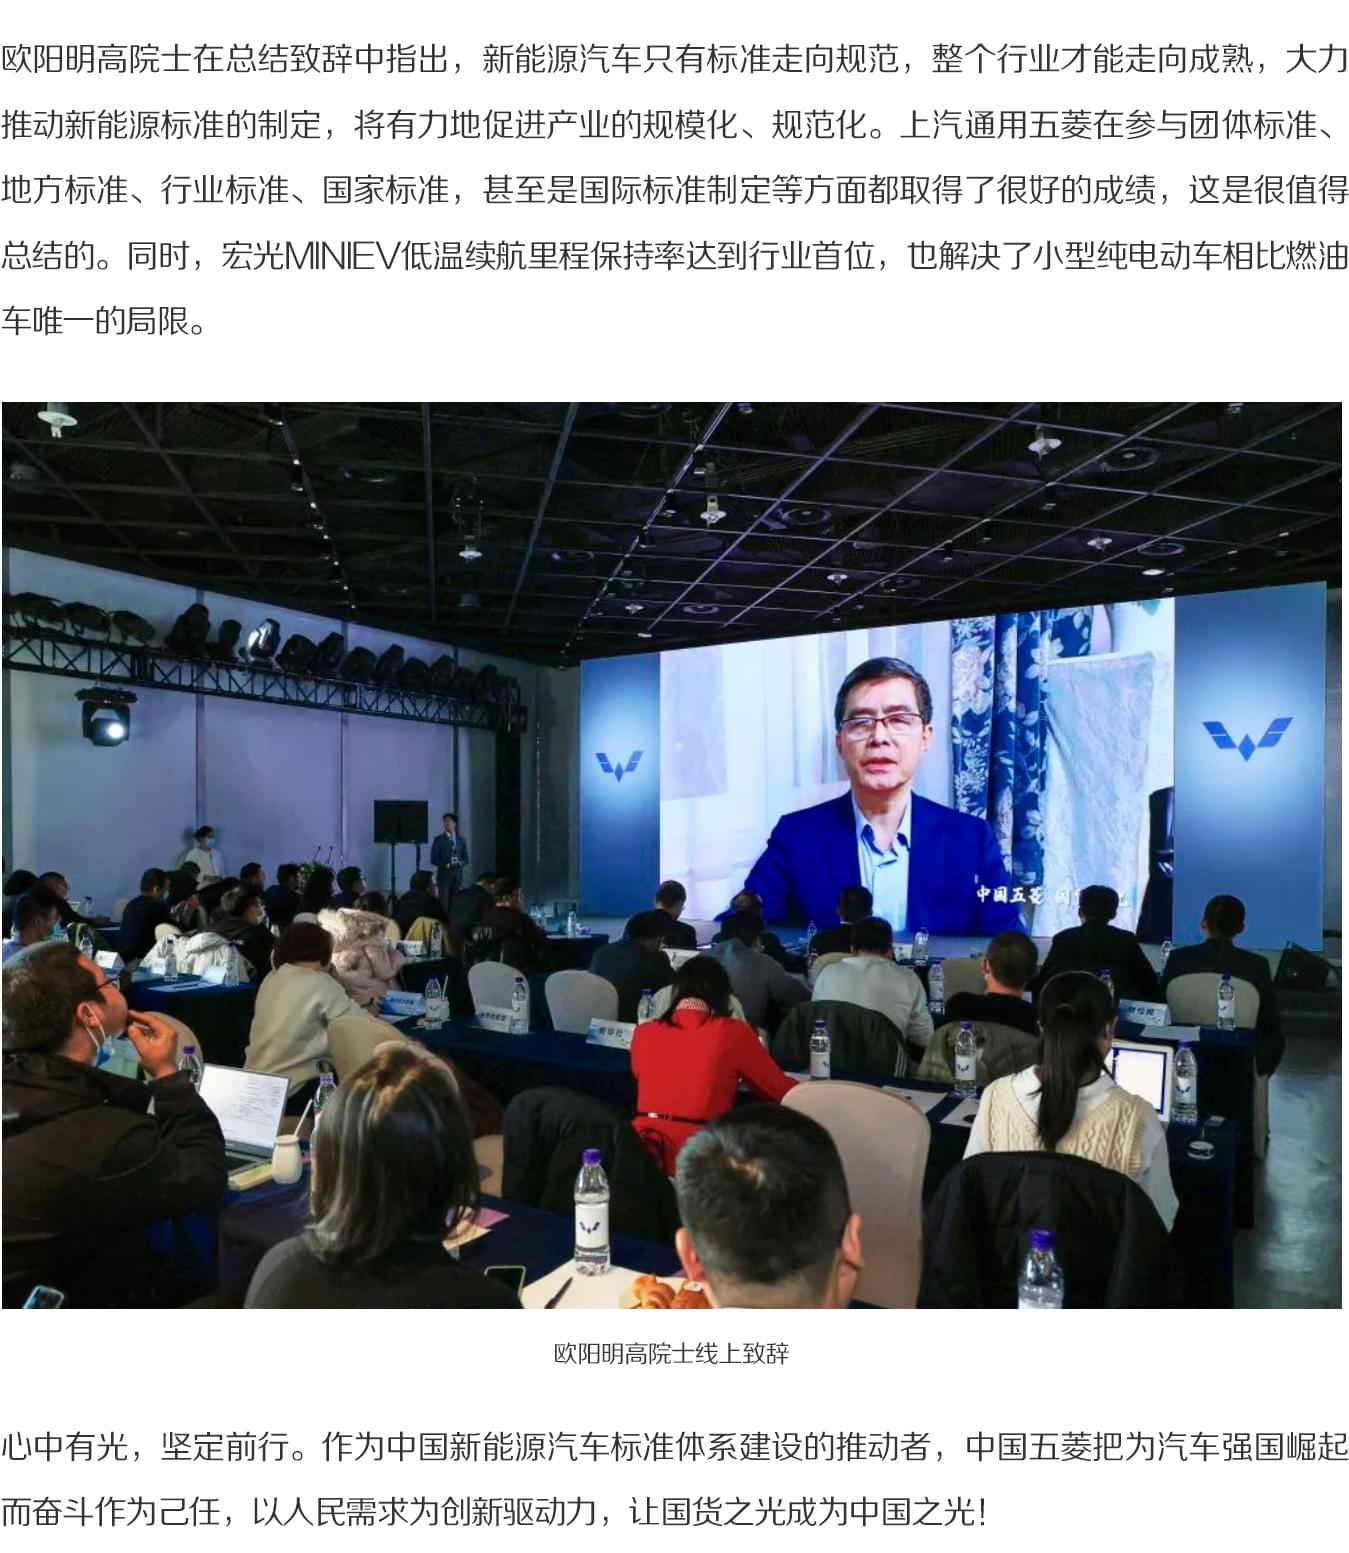 欧阳明高院士在总结致辞中指出，新能源汽车只有标准走向规范，整个行业才能走向成熟，大力
推动新能源标准的制定，将有力地促进产业的规模化、规范化。上汽通用五菱在参与团体标准、
地方标准、行业标准、国家标准，甚至是国际标准制定等方面都取得了很好的成绩，这是很值得
总结的。同时，宏光MINIEV低温续航里程保持率达到行业首位，也解决了小型纯电动车相比燃油
车唯一的局限。
中国五菱
新华社
欧阳明高院士线上致辞
心中有光，坚定前行。作为中国新能源汽车标准体系建设的推动者，中国五菱把为汽车强国崛起
而奋斗作为己任，以人民需求为创新驱动力，让国货之光成为中国之光！